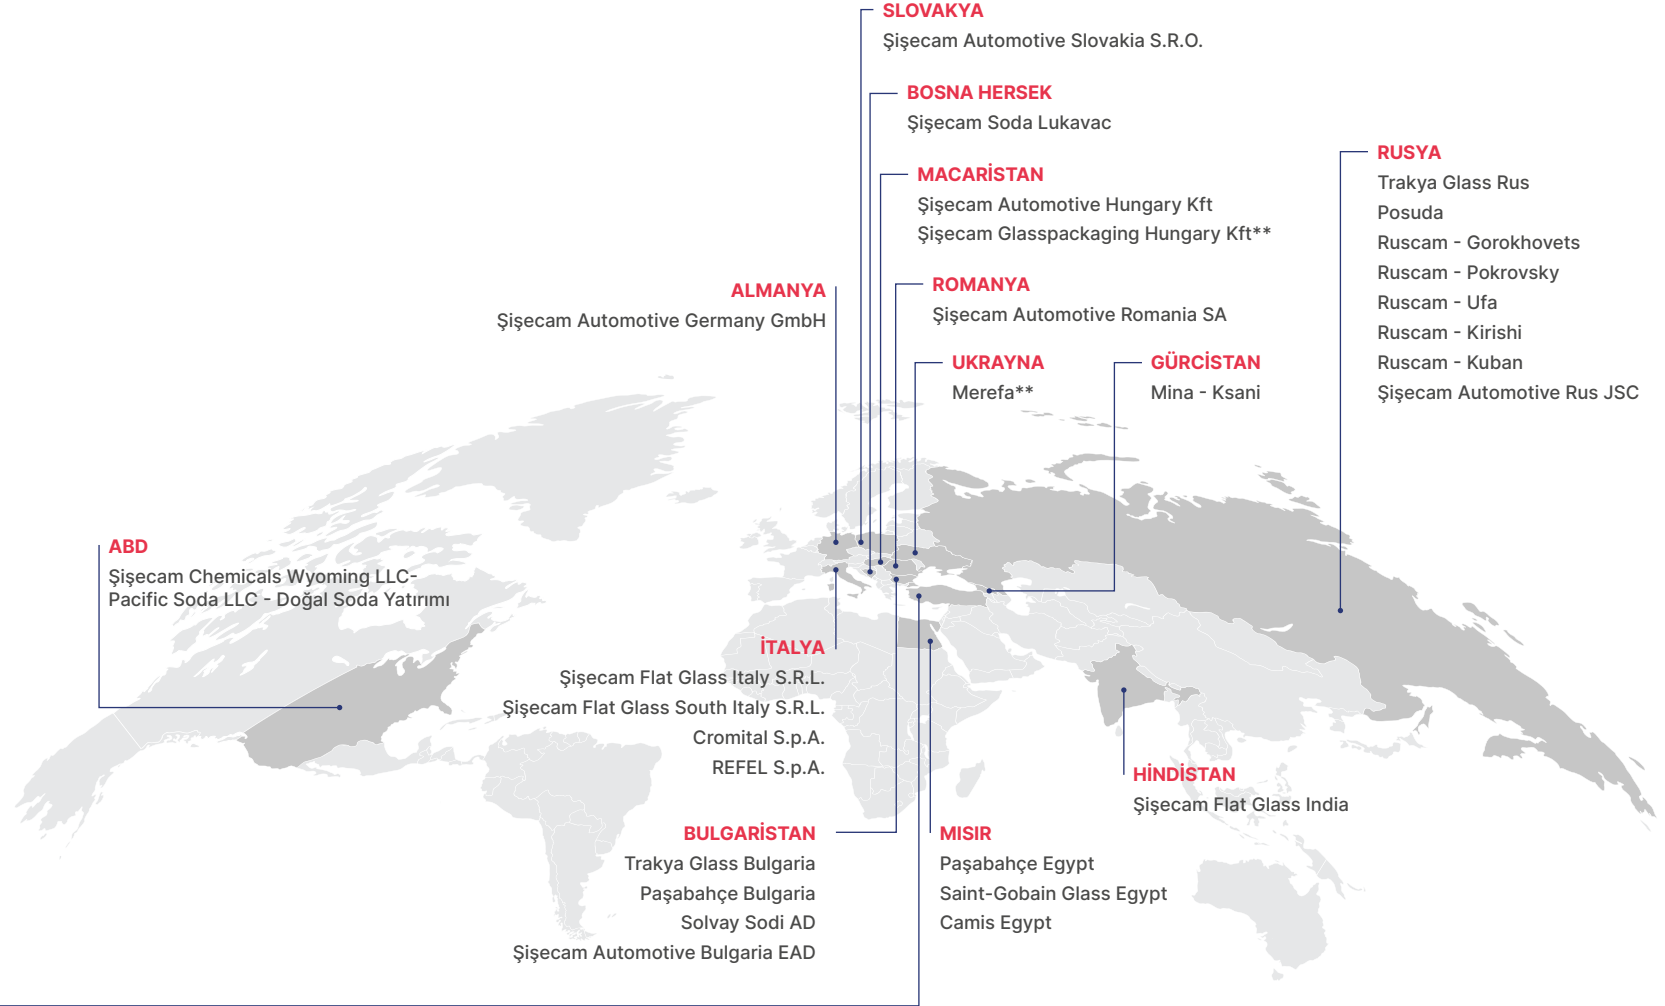 SLOVAKYA
Şişecam Automotive Slovakia S.R.O.
BOSNA HERSEK
Şişecam Soda Lukavac
MACARİSTAN
Şişecam Automotive Hungary Kft
Şişecam Glasspackaging Hungary Kft**
RUSYA
Trakya Glass Rus
Posuda
Ruscam - Gorokhovets
Ruscam - Pokrovsky
Ruscam - Ufa
Ruscam - Kirishi
Ruscam - Kuban
Şişecam Automotive Rus JSC
ALMANYA
Şişecam Automotive Germany GmbH
ROMANYA
Şişecam Automotive Romania SA
UKRAYNA
Merefa**
GÜRCİSTAN
Mina - Ksani
ABD
Şişecam Chemicals Wyoming LLC-
Pacific Soda LLC - Doğal Soda Yatırımı
İTALYA
Şişecam Flat Glass Italy S.R.L.
Şişecam Flat Glass South Italy S.R.L.
Cromital S.p.A.
REFEL S.p.A.
HİNDİSTAN
Şişecam Flat Glass India
BULGARİSTAN
Trakya Glass Bulgaria
Paşabahçe Bulgaria
Solvay Sodi AD
Şişecam Automotive Bulgaria EAD
MISIR
Paşabahçe Egypt
Saint-Gobain Glass Egypt
Camis Egypt